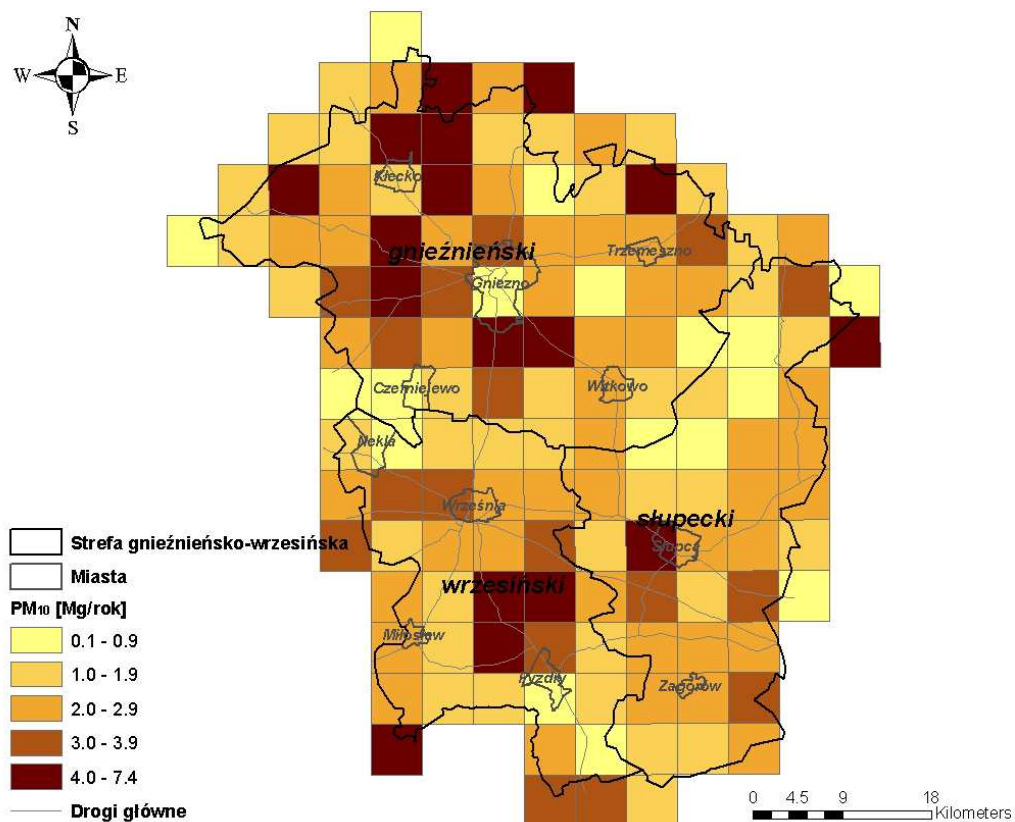 N
W E
S
Kłecko
gnieźnieński
Trzemeszno
Gniezno
Czerniejewo
Witkowo
Nekla
Września
słupecki
Słupca
wrzesiński
Miłosław
Pyzdry
Zagórów
Strefa gnieźnieńsko-wrzesińska
Miasta
PM10 [Mg/rok]
0.1 - 0.9
1.0 - 1.9
2.0 - 2.9
3.0 - 3.9
4.0 - 7.4
Drogi główne
0 4.5 9 18
Kilometers